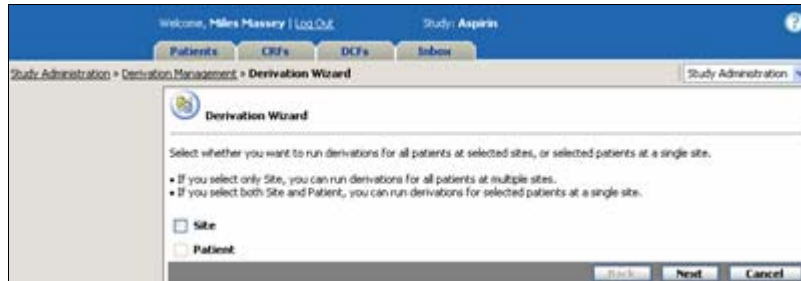 Welcome, Miles Massey | Log Out Study: Aspirin
Patients CRFs DCFs Inbox
Study Administration » Derivation Management » Derivation Wizard Study Administration
Derivation Wizard
Select whether you want to run derivations for all patients at selected sites, or selected patients at a single site.
• If you select only Site, you can run derivations for all patients at multiple sites.
• If you select both Site and Patient, you can run derivations for selected patients at a single site.
Site
Patient
Back Next Cancel